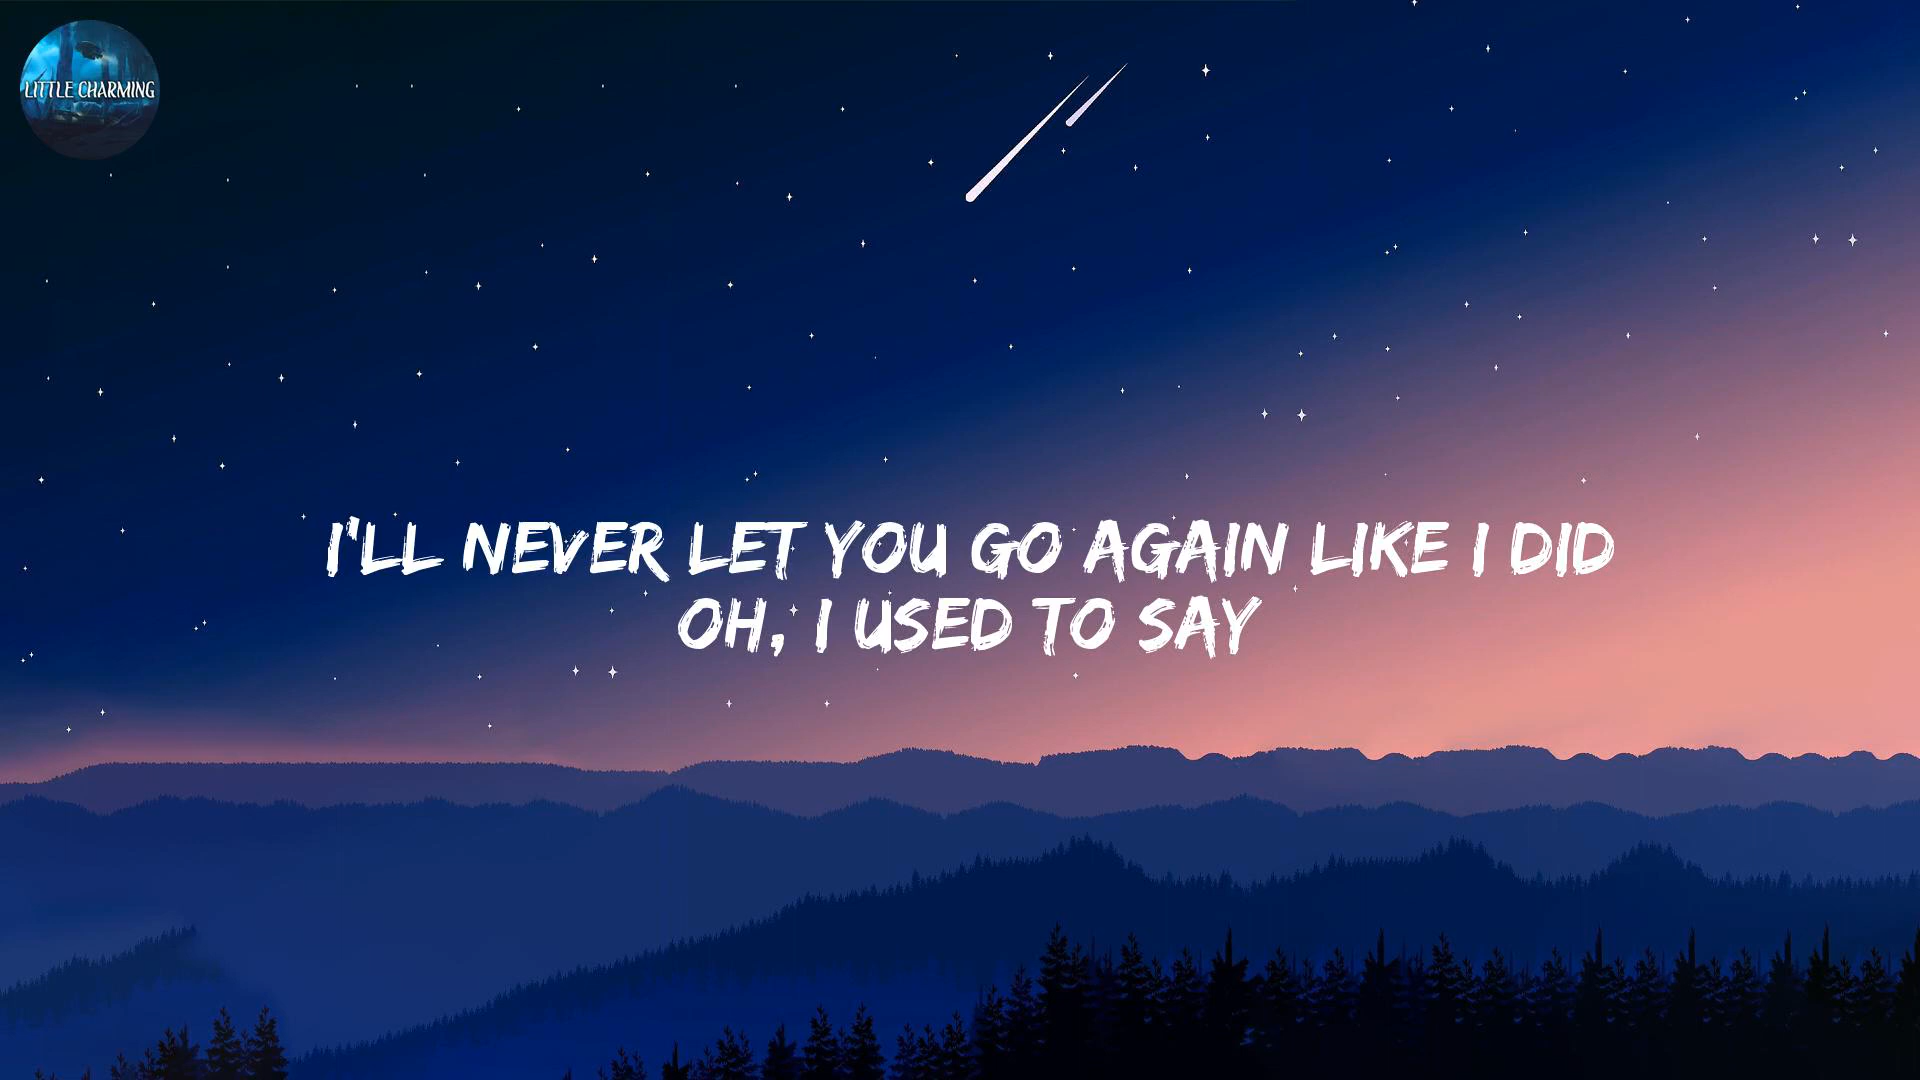 LITTLE CHARMING
I'LL NEVER LET YOU GO AGAIN LIKE I DID
OH, I USED TO SAY